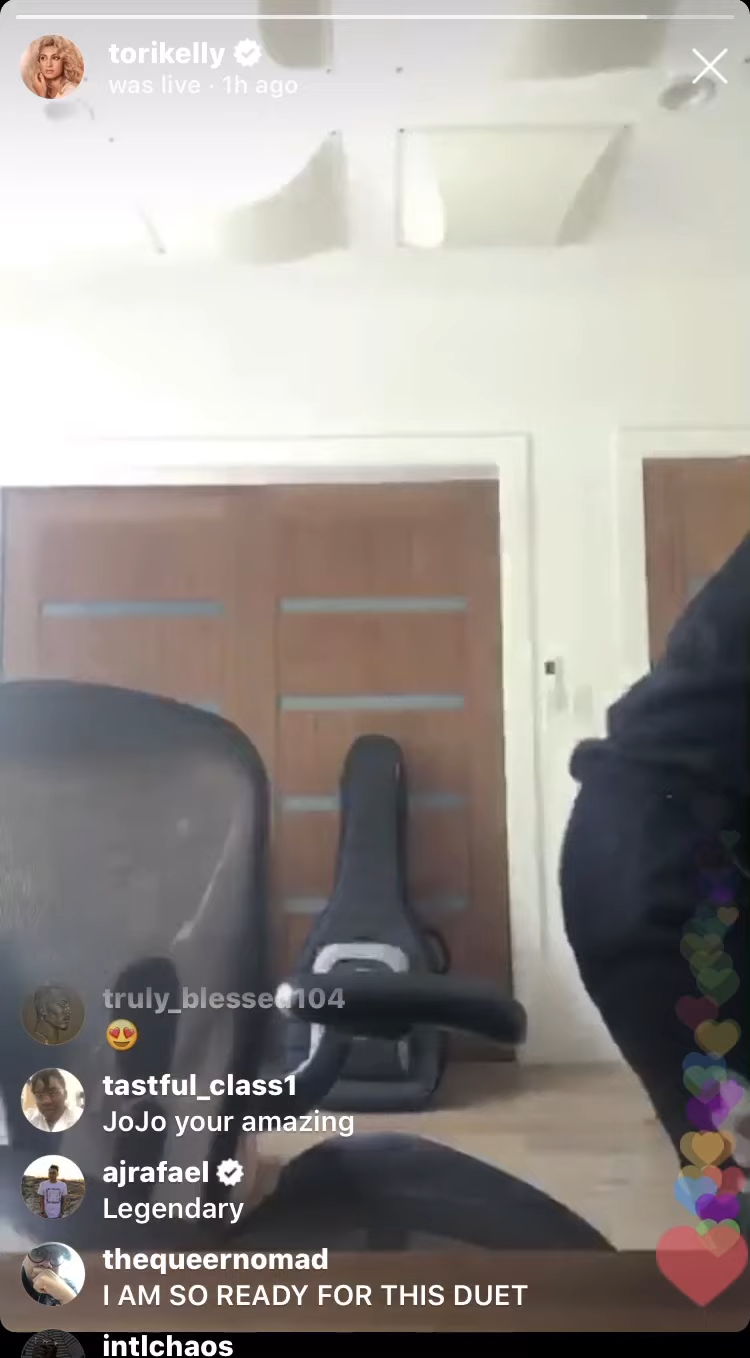 torikelly
was live · 1h ago
truly_blessed104
😍
tastful_class1
JoJo your amazing
ajrafael
Legendary
thequeernomad
I AM SO READY FOR THIS DUET
intlchaos